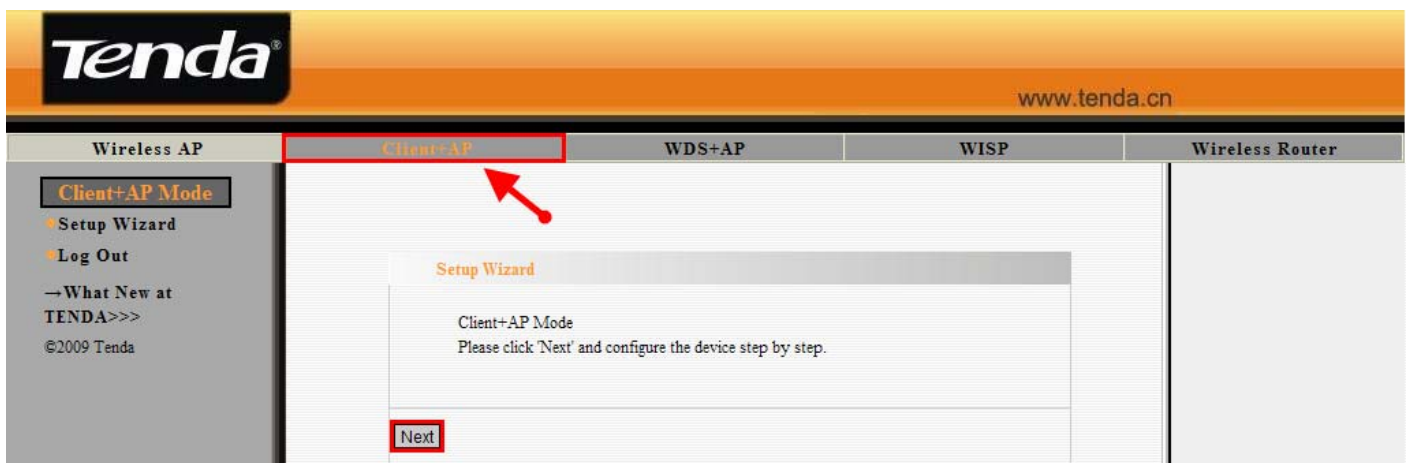 Tenda®
www.tenda.cn
Wireless AP
Client+AP
WDS+AP
WISP
Wireless Router
Client+AP Mode
Setup Wizard
Log Out
→What New at
TENDA>>>
©2009 Tenda
Setup Wizard
Client+AP Mode
Please click 'Next' and configure the device step by step.
Next